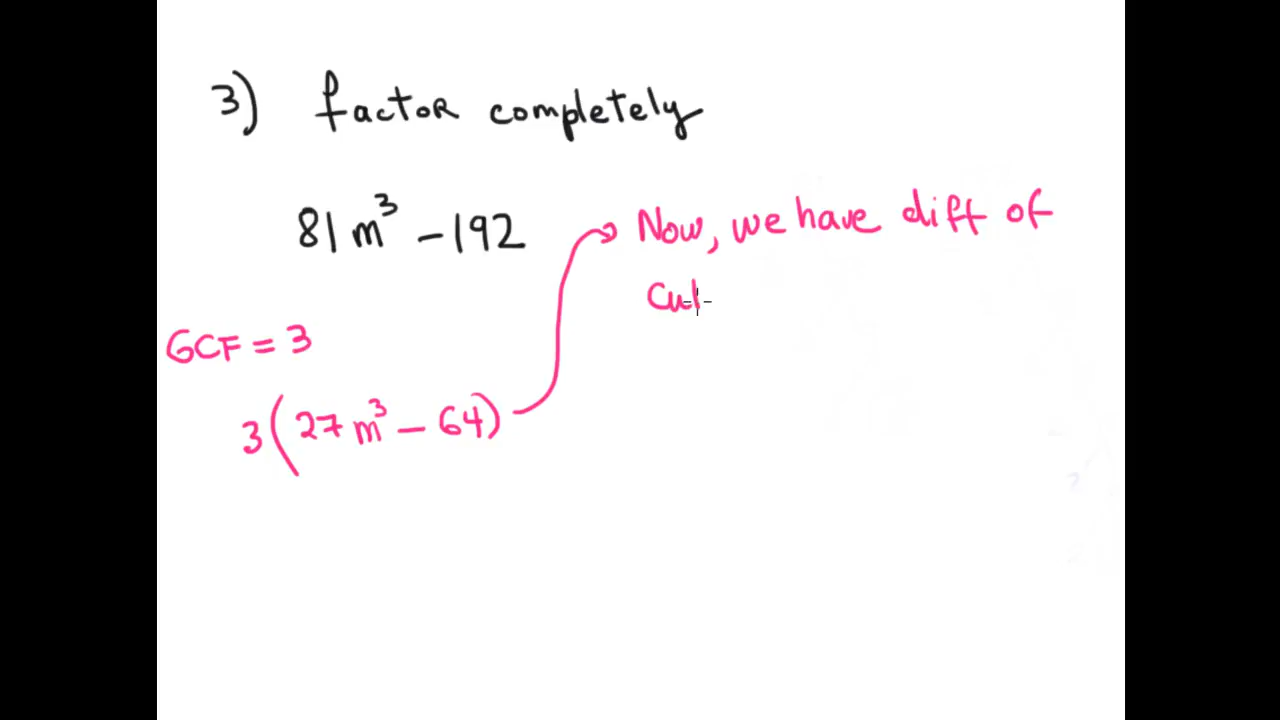 3) factor completely
81m³ - 192
Now, we have diff of
GCF = 3
3(27m³ - 64)